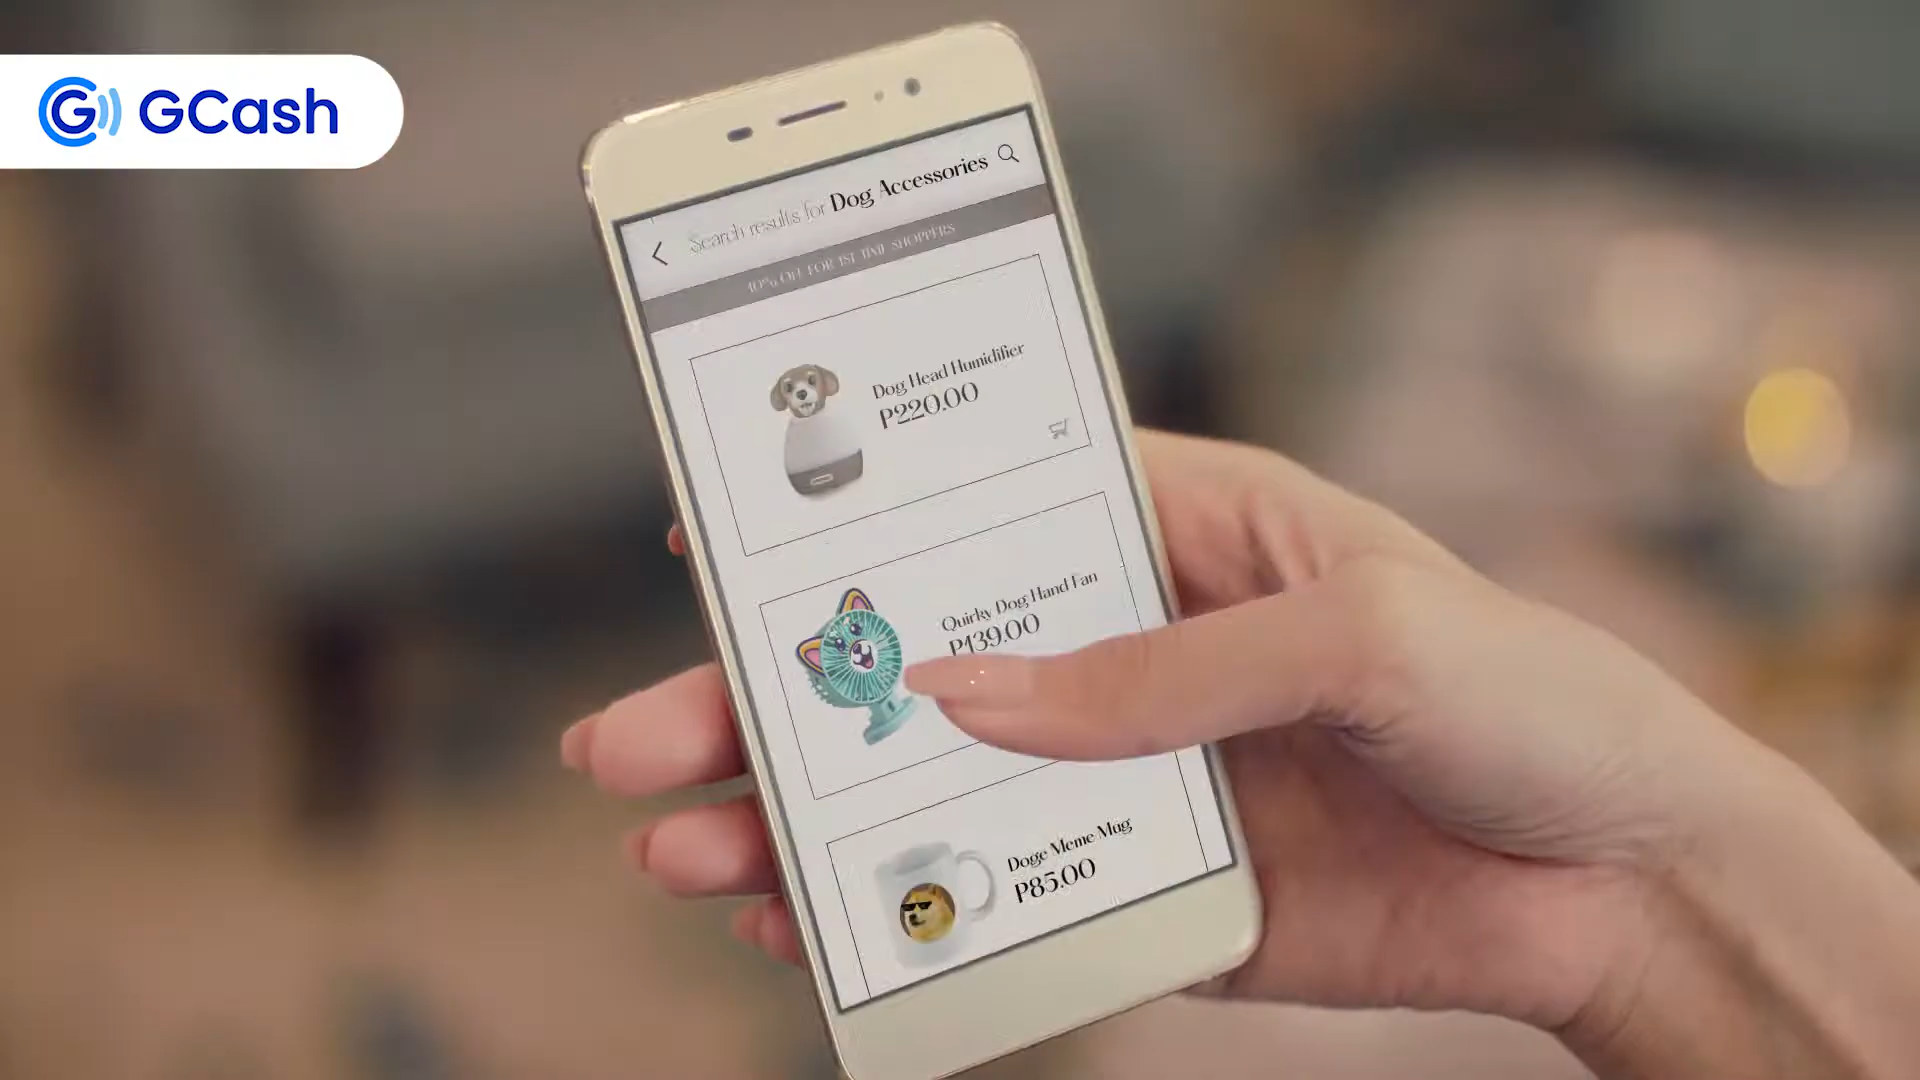 GCash
Search results for Dog Accessories
40% OFF FOR 1ST TIME SHOPPERS
Dog Head Humidifier
P220.00
Quirky Dog Hand Fan
P139.00
Doge Meme Mug
P85.00